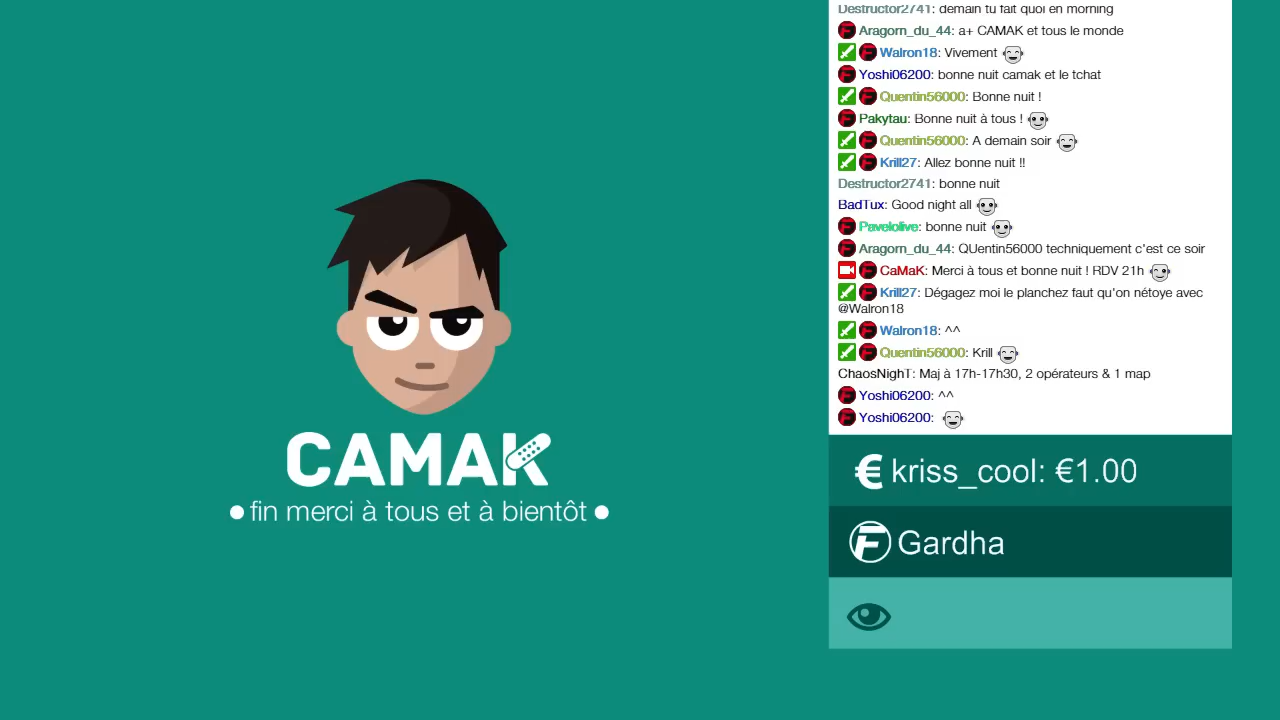 Destructor2741: demain tu fait quoi en morning
Aragorn_du_44: a+ CAMAK et tous le monde
Walron18: Vivement
Yoshi06200: bonne nuit camak et le tchat
Quentin56000: Bonne nuit !
Pakytau: Bonne nuit à tous !
Quentin56000: A demain soir
Krill27: Allez bonne nuit !!
Destructor2741: bonne nuit
BadTux: Good night all
Pavelolive: bonne nuit
Aragorn_du_44: QUentin56000 techniquement c'est ce soir
CaMaK: Merci à tous et bonne nuit ! RDV 21h
Krill27: Dégagez moi le planchez faut qu'on nétoye avec
@Walron18
Walron18: ^^
Quentin56000: Krill
ChaosNighT: Maj à 17h-17h30, 2 opérateurs & 1 map
Yoshi06200: ^^
Yoshi06200:
CAMAK
• fin merci à tous et à bientôt •
€ kriss_cool: €1.00
F Gardha